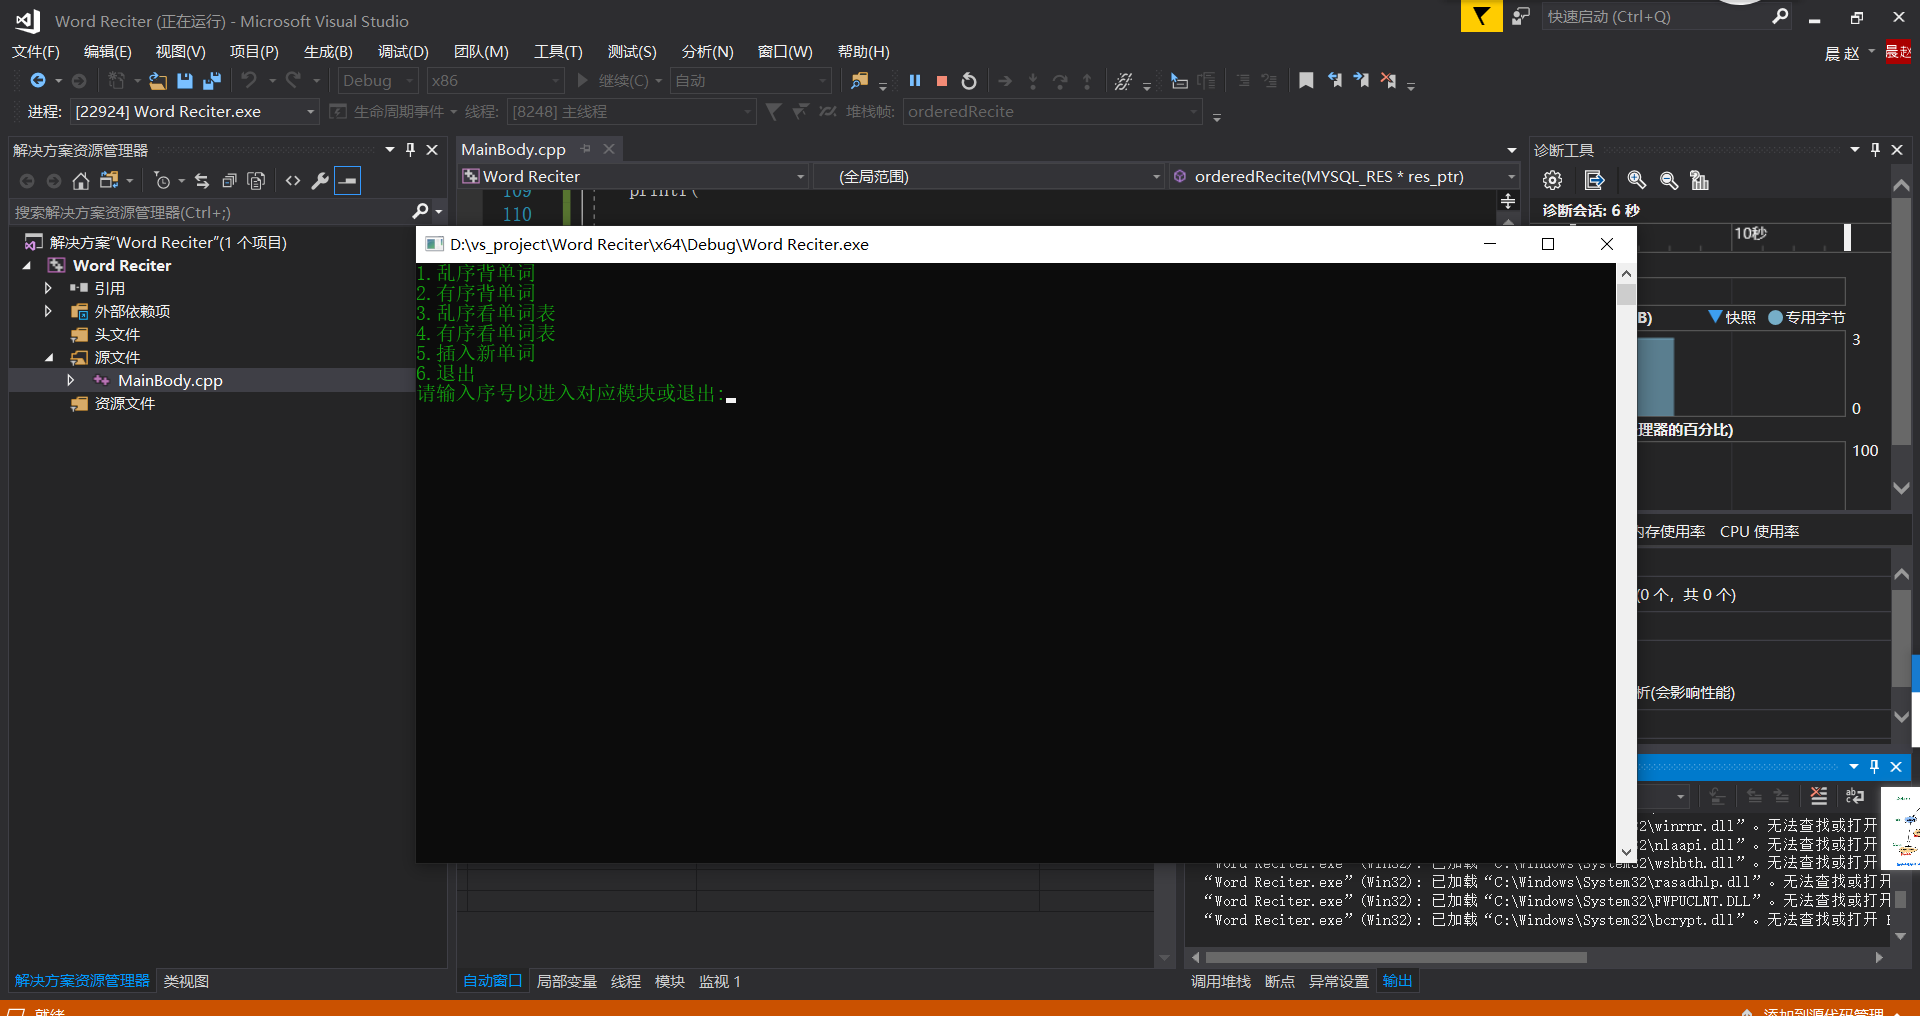 Word Reciter (正在运行) - Microsoft Visual Studio
快速启动 (Ctrl+Q)
文件(F) 编辑(E) 视图(V) 项目(P) 生成(B) 调试(D) 团队(M) 工具(T) 测试(S) 分析(N) 窗口(W) 帮助(H)
晨 赵 晨赵
Debug x86 继续(C) 自动
进程: [22924] Word Reciter.exe 生命周期事件 线程: [8248] 主线程 堆栈帧: orderedRecite
解决方案资源管理器
搜索解决方案资源管理器(Ctrl+;)
解决方案"Word Reciter"(1 个项目)
Word Reciter
引用
外部依赖项
头文件
源文件
MainBody.cpp
资源文件
解决方案资源管理器 类视图
MainBody.cpp
Word Reciter (全局范围) orderedRecite(MYSQL_RES * res_ptr)
109 printf(
110
D:\vs_project\Word Reciter\x64\Debug\Word Reciter.exe
1.乱序背单词
2.有序背单词
3.乱序看单词表
4.有序看单词表
5.插入新单词
6.退出
请输入序号以进入对应模块或退出:
诊断工具
诊断会话: 6 秒
10秒
B) 快照 专用字节
3
0
理器的百分比)
100
内存使用率 CPU 使用率
(0 个，共 0 个)
析(会影响性能)
32\winrnr.dll”。无法查找或打开
32\nlaapi.dll”。无法查找或打开
“Word Reciter.exe”(Win32): 已加载“C:\Windows\System32\wshbth.dll”。无法查找或打开
“Word Reciter.exe”(Win32): 已加载“C:\Windows\System32\rasadhlp.dll”。无法查找或打开
“Word Reciter.exe”(Win32): 已加载“C:\Windows\System32\FWPUCLNT.DLL”。无法查找或打开
“Word Reciter.exe”(Win32): 已加载“C:\Windows\System32\bcrypt.dll”。无法查找或打开
自动窗口 局部变量 线程 模块 监视 1
调用堆栈 断点 异常设置 输出
就绪
添加到源代码管理